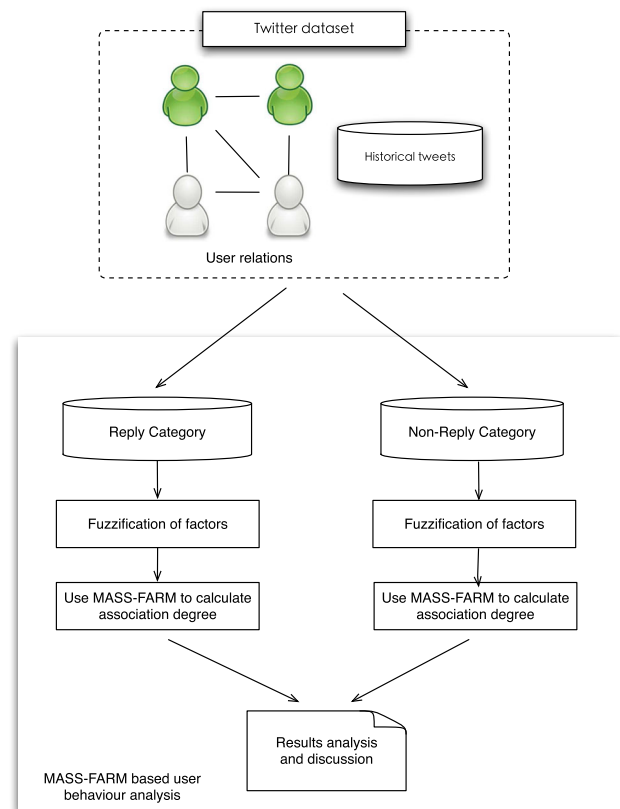 Twitter dataset
Historical tweets
User relations
Reply Category
Non-Reply Category
Fuzzification of factors
Fuzzification of factors
Use MASS-FARM to calculate
association degree
Use MASS-FARM to calculate
association degree
Results analysis
and discussion
MASS-FARM based user
behaviour analysis